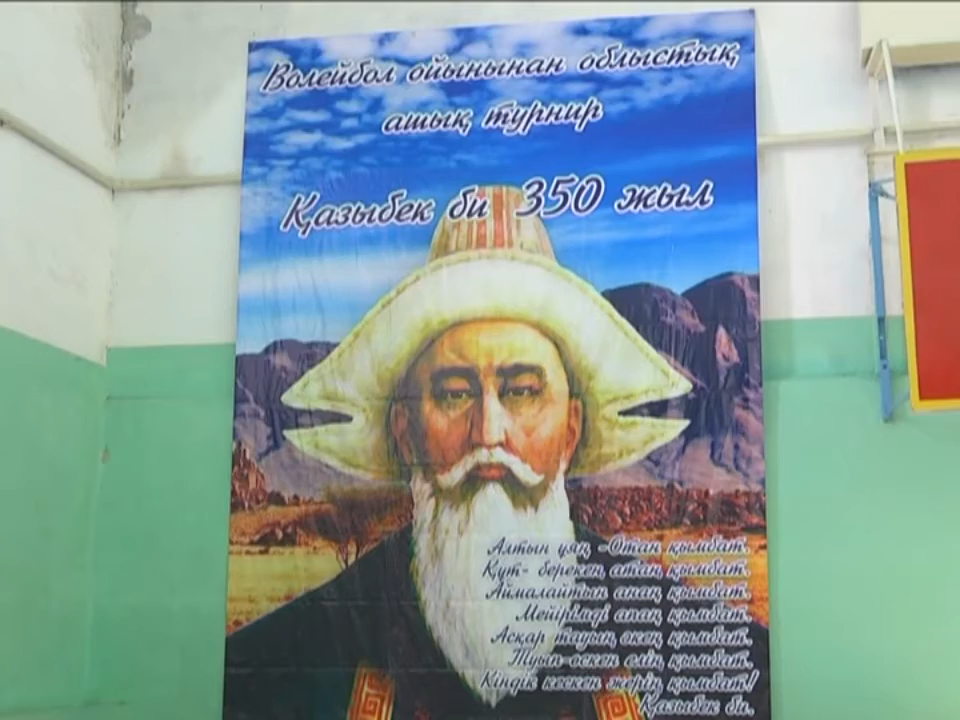 Волейбол ойынынан облыстық
ашық турнир
Қазыбек би 350 жыл
Алтын ұяң -Отан қымбат.
Құт- берекең атаң қымбат.
Аймалайтын апаң қымбат.
Мейірімді апаң қымбат.
Асқар тауың әкең қымбат.
Туып-өскен елің қымбат.
Кіндік кескен жерің қымбат!
Қазыбек би.